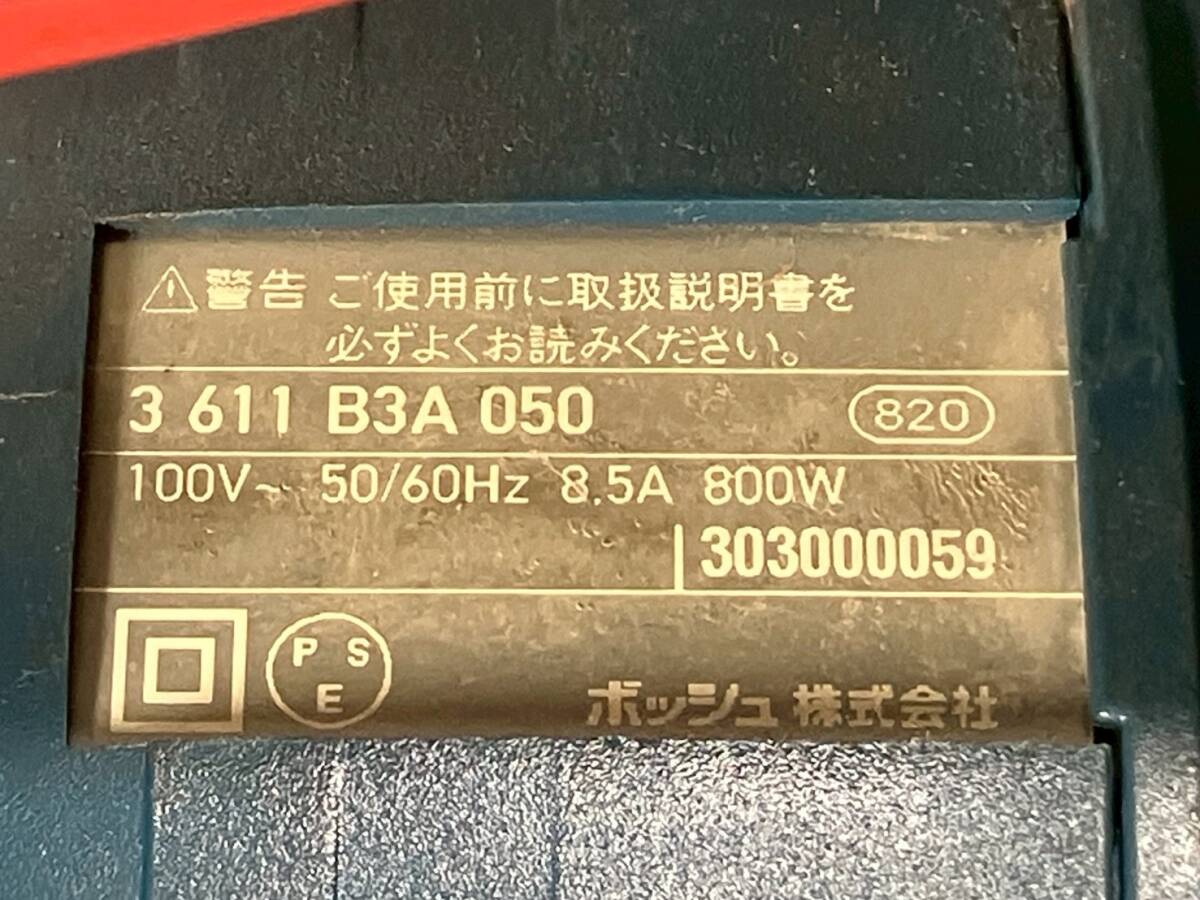 警告 ご使用前に取扱説明書を
必ずよくお読みください。
3 611 B3A 050 820
100V~ 50/60Hz 8.5A 800W
303000059
P S
E
ボッシュ 株式会社